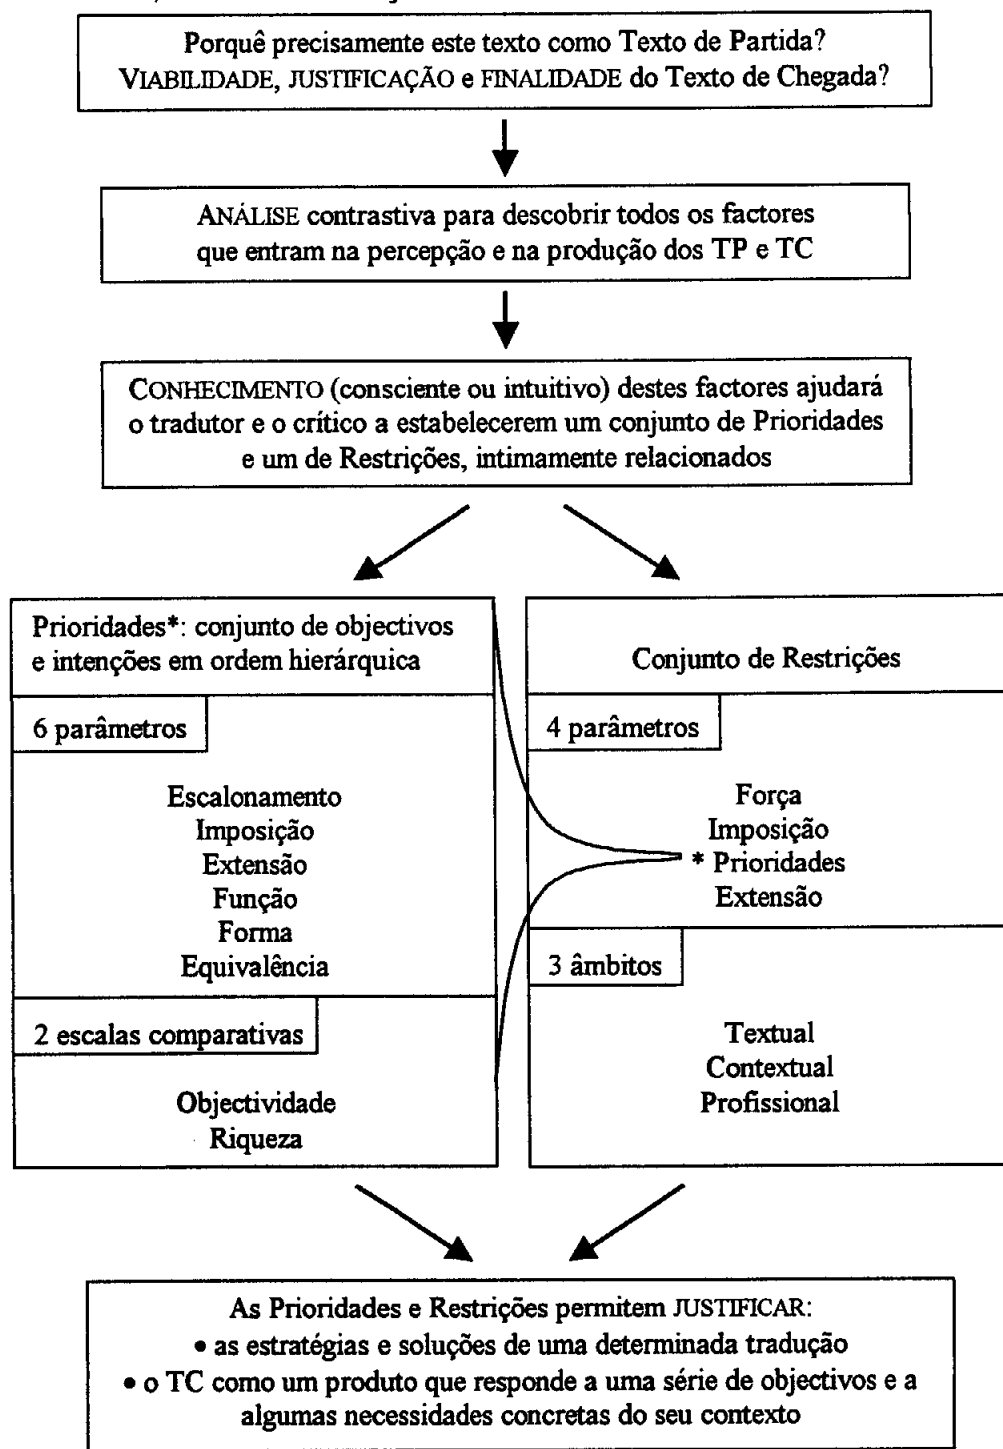 Porquê precisamente este texto como Texto de Partida?
VIABILIDADE, JUSTIFICAÇÃO e FINALIDADE do Texto de Chegada?
ANÁLISE contrastiva para descobrir todos os factores
que entram na percepção e na produção dos TP e TC
CONHECIMENTO (consciente ou intuitivo) destes factores ajudará
o tradutor e o crítico a estabelecerem um conjunto de Prioridades
e um de Restrições, intimamente relacionados
Prioridades*: conjunto de objectivos
e intenções em ordem hierárquica
6 parâmetros
Escalonamento
Imposição
Extensão
Função
Forma
Equivalência
2 escalas comparativas
Objectividade
Riqueza
Conjunto de Restrições
4 parâmetros
Força
Imposição
* Prioridades
Extensão
3 âmbitos
Textual
Contextual
Profissional
As Prioridades e Restrições permitem JUSTIFICAR:
• as estratégias e soluções de uma determinada tradução
• o TC como um produto que responde a uma série de objectivos e a
algumas necessidades concretas do seu contexto